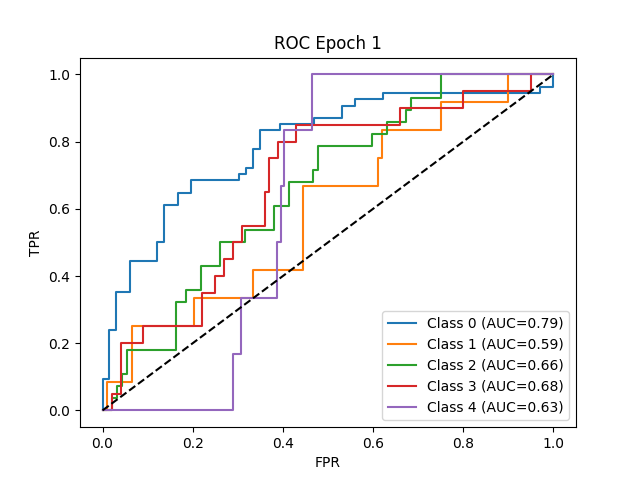 ROC Epoch 1
TPR
1.0
0.8
0.6
0.4
0.2
0.0
Class 0 (AUC=0.79)
Class 1 (AUC=0.59)
Class 2 (AUC=0.66)
Class 3 (AUC=0.68)
Class 4 (AUC=0.63)
0.0 0.2 0.4 0.6 0.8 1.0
FPR